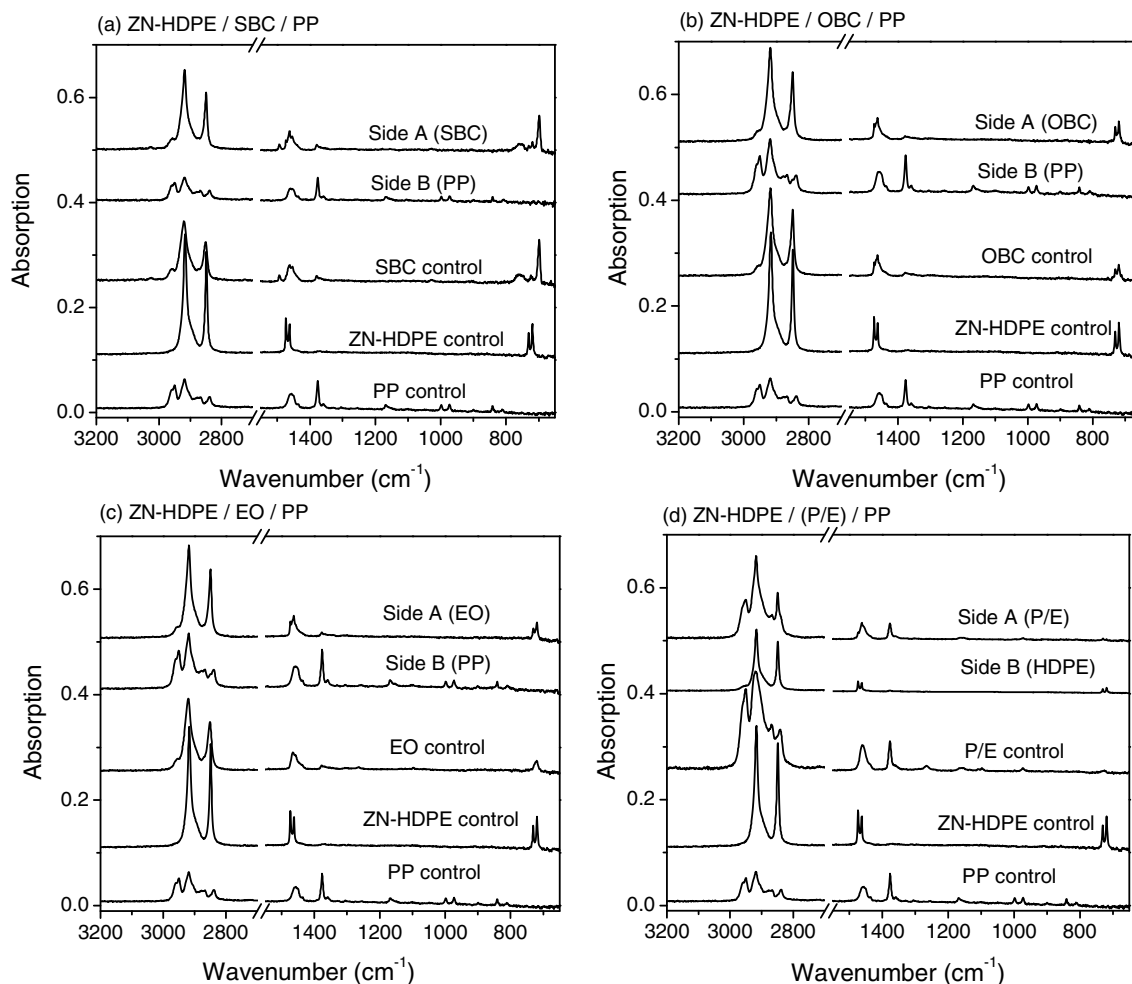 (a) ZN-HDPE / SBC / PP
0.6
0.4
0.2
0.0
Absorption
Side A (SBC)
Side B (PP)
SBC control
ZN-HDPE control
PP control
3200 3000 2800 1400 1200 1000 800
Wavenumber (cm-1)
(b) ZN-HDPE / OBC / PP
0.6
0.4
0.2
0.0
Absorption
Side A (OBC)
Side B (PP)
OBC control
ZN-HDPE control
PP control
3200 3000 2800 1400 1200 1000 800
Wavenumber (cm-1)
(c) ZN-HDPE / EO / PP
0.6
0.4
0.2
0.0
Absorption
Side A (EO)
Side B (PP)
EO control
ZN-HDPE control
PP control
3200 3000 2800 1400 1200 1000 800
Wavenumber (cm-1)
(d) ZN-HDPE / (P/E) / PP
0.6
0.4
0.2
0.0
Absorption
Side A (P/E)
Side B (HDPE)
P/E control
ZN-HDPE control
PP control
3200 3000 2800 1400 1200 1000 800
Wavenumber (cm-1)